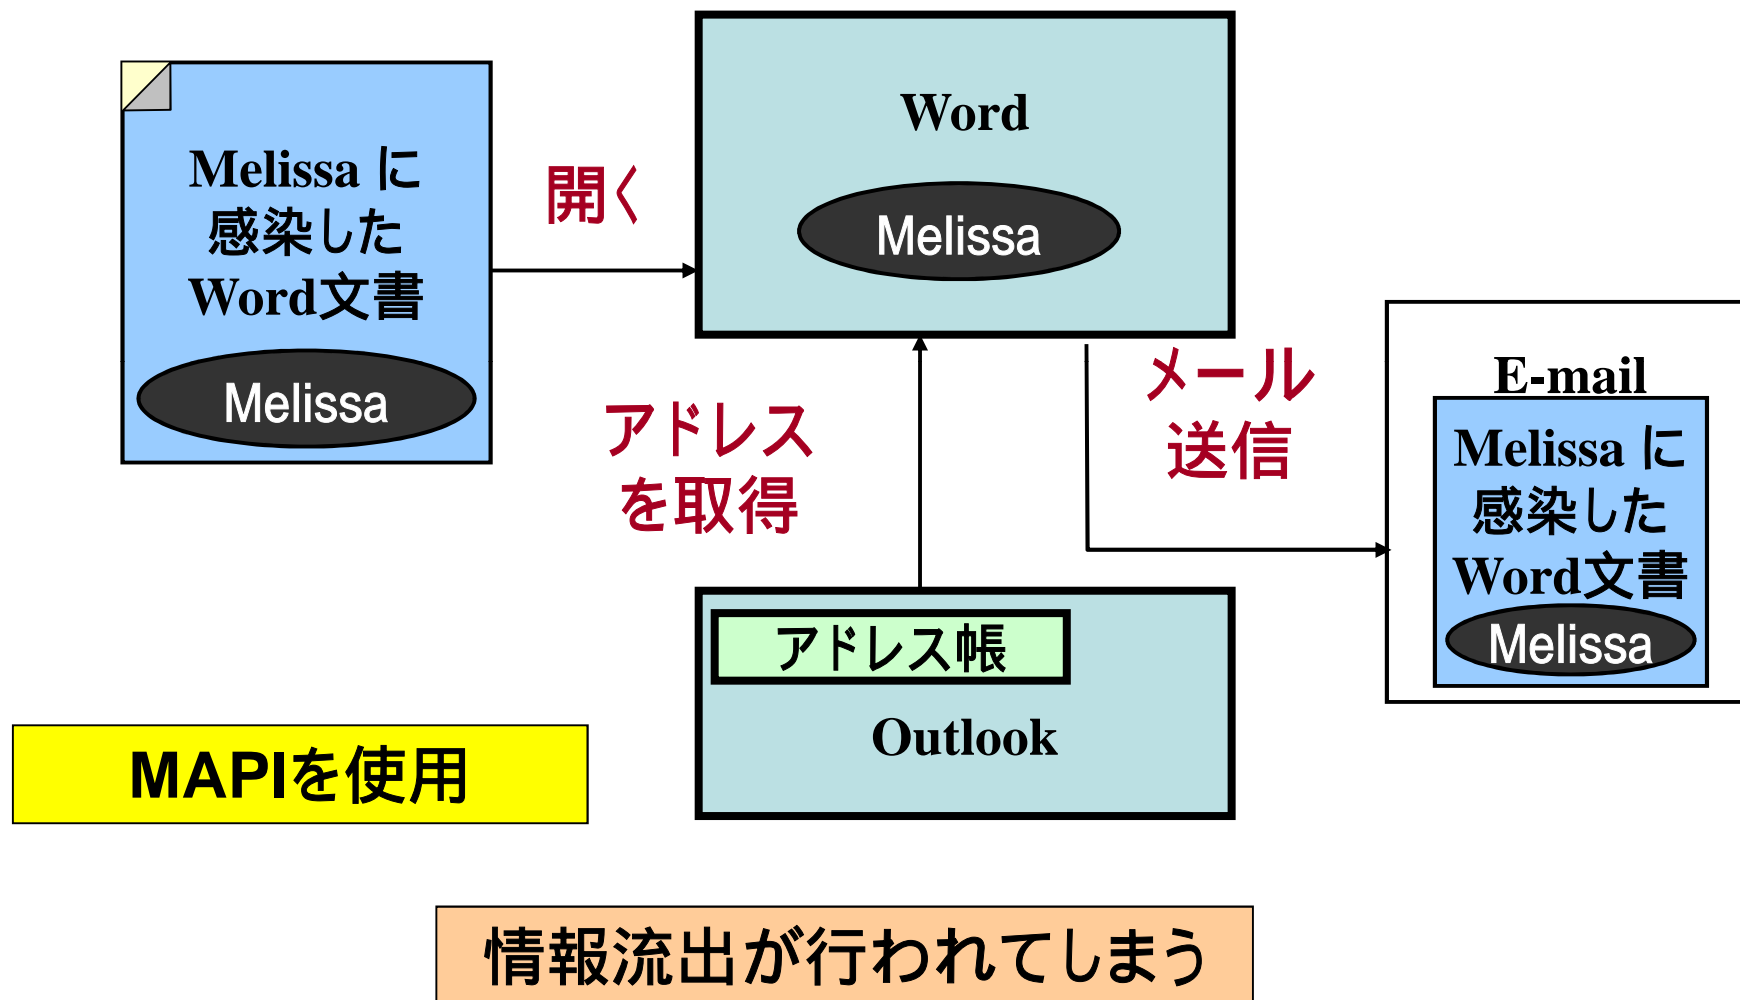 Melissa に
感染した
Word文書
Melissa
開く
Word
Melissa
アドレス
を取得
メール
送信
E-mail
Melissa に
感染した
Word文書
Melissa
アドレス帳
Outlook
MAPIを使用
情報流出が行われてしまう